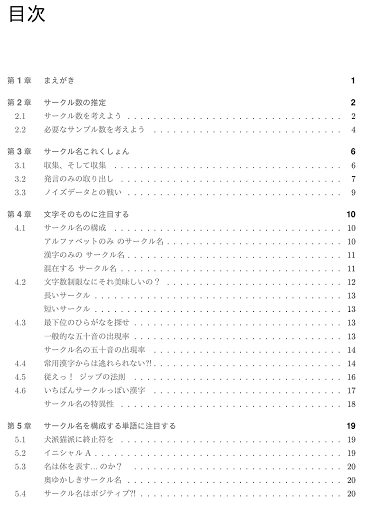 目次
第 1 章 まえがき 1
第 2 章 サークル数の推定 2
2.1 サークル数を考えよう 2
2.2 必要なサンプル数を考えよう 4
第 3 章 サークル名これくしょん 6
3.1 収集、そして収集 6
3.2 発言のみの取り出し 7
3.3 ノイズデータとの戦い 9
第 4 章 文字そのものに注目する 10
4.1 サークル名の構成 10
アルファベットのみ のサークル名 10
漢字のみの サークル名 11
混在する サークル名 11
4.2 文字数制限なにそれ美味しいの？ 12
長いサークル 13
短いサークル 13
4.3 最下位のひらがなを探せ 13
一般的な五十音の出現率 13
サークル名の五十音の出現率 14
4.4 常用漢字からは逃れられない?! 14
4.5 従えっ！ ジップの法則 16
4.6 いちばんサークルっぽい漢字 17
サークル名の特異性 18
第 5 章 サークル名を構成する単語に注目する 19
5.1 犬派猫派に終止符を 19
5.2 イニシャル A 19
5.3 名は体を表す... のか？ 20
奥ゆかしきサークル名 20
5.4 サークル名はポジティブ?! 20